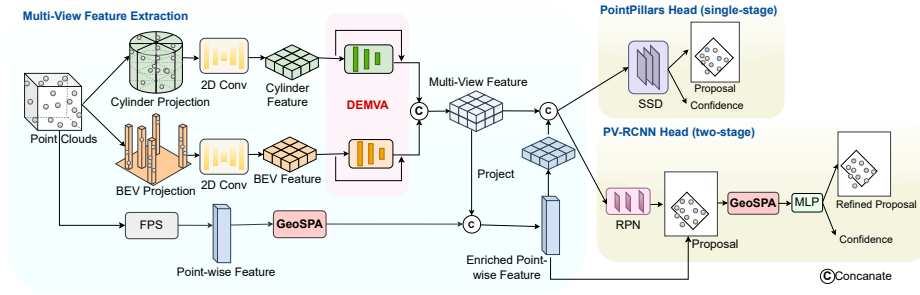 Multi-View Feature Extraction
Point Clouds
Cylinder Projection
2D Conv
Cylinder
Feature
DEMVA
BEV Projection
2D Conv
BEV Feature
FPS
Point-wise Feature
GeoSPA
C
Multi-View Feature
Project
C
Enriched Point-
wise Feature
C
PointPillars Head (single-stage)
SSD
Proposal
Confidence
PV-RCNN Head (two-stage)
RPN
Proposal
GeoSPA
MLP
Refined Proposal
Confidence
C Concanate